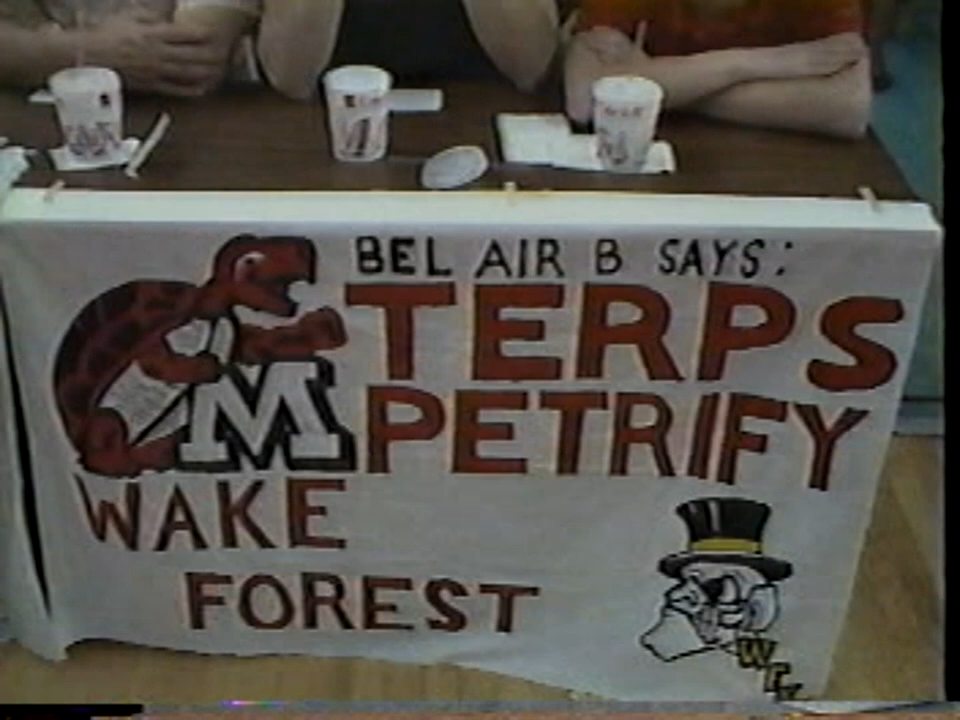 BEL AIR B SAYS:
TERPS
M PETRIFY
WAKE
FOREST